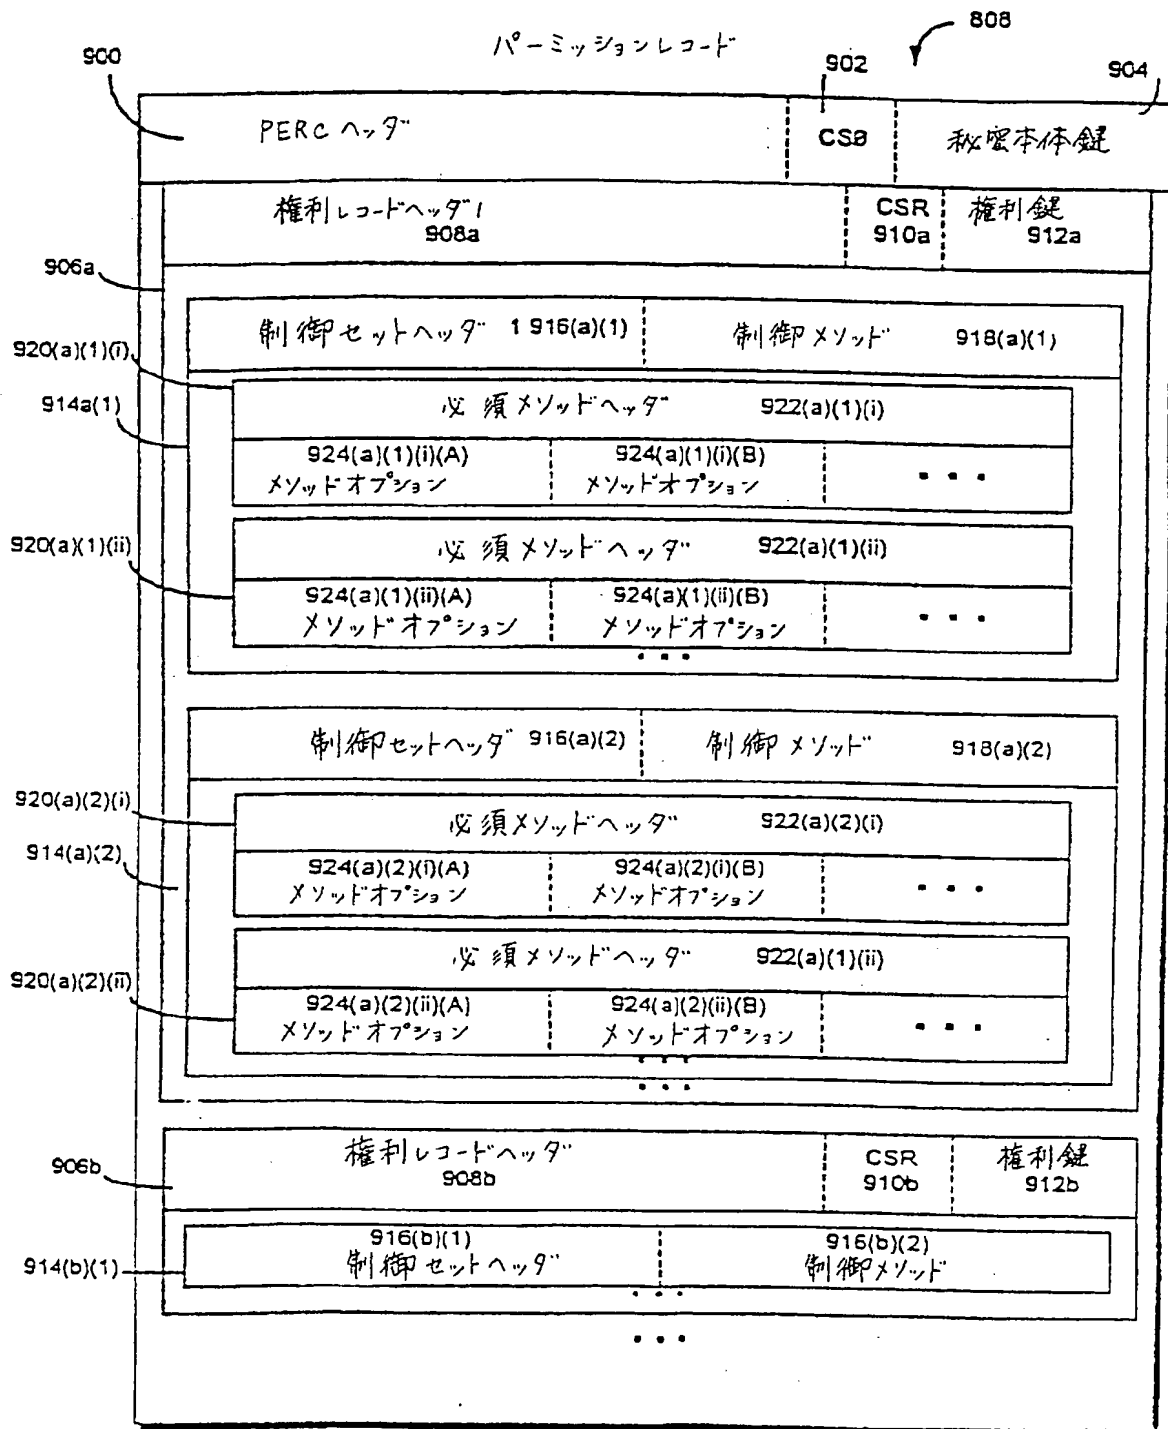 808
パーミッションレコード
900
902
904
PERC ヘッダ
CS0
秘密本体鍵
権利レコードヘッダ1
908a
CSR
910a
権利鍵
912a
906a
制御セットヘッダ 1 916(a)(1)
制御メソッド 918(a)(1)
920(a)(1)(i)
必須メソッドヘッダ 922(a)(1)(i)
914a(1)
924(a)(1)(i)(A)
メソッドオプション
924(a)(1)(i)(B)
メソッドオプション
• • •
920(a)(1)(ii)
必須メソッドヘッダ 922(a)(1)(ii)
924(a)(1)(ii)(A)
メソッドオプション
924(a)(1)(ii)(B)
メソッドオプション
• • •
• • •
制御セットヘッダ 916(a)(2)
制御メソッド 918(a)(2)
920(a)(2)(i)
必須メソッドヘッダ 922(a)(2)(i)
914(a)(2)
924(a)(2)(i)(A)
メソッドオプション
924(a)(2)(i)(B)
メソッドオプション
• • •
必須メソッドヘッダ 922(a)(1)(ii)
920(a)(2)(ii)
924(a)(2)(ii)(A)
メソッドオプション
924(a)(2)(ii)(B)
メソッドオプション
• • •
• • •
• • •
906b
権利レコードヘッダ
908b
CSR
910b
権利鍵
912b
914(b)(1)
916(b)(1)
制御セットヘッダ
916(b)(2)
制御メソッド
• • •
• • •